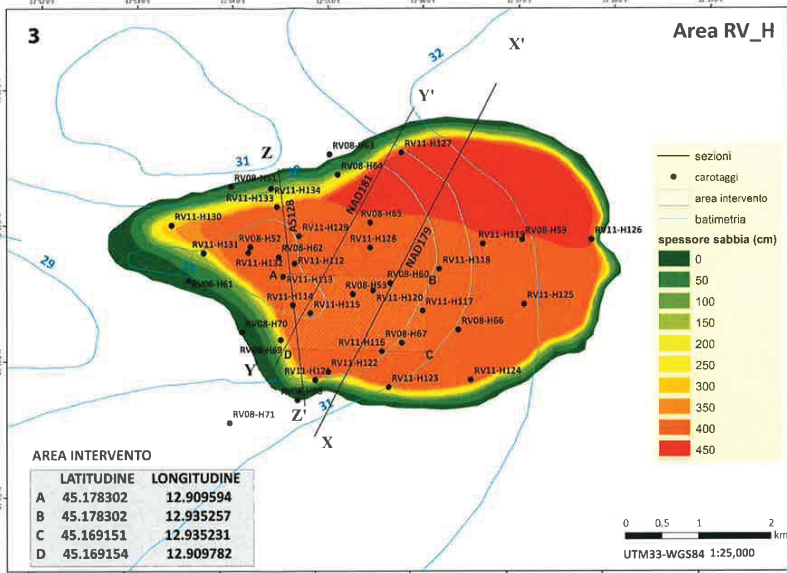 3
Area RV_H
32
X'
Y'
RV08-H63
RV11-H127
Z
31
RV08-H64
RV08-H51
RV11-H134
RV11-H133
NAD181
AS128
RV11-H130
RV08-H65
RV11-H129
RV11-H119
RV08-H59
RV11-H126
RV11-H131
RV08-H52
RV08-H62
RV11-H128
NAD179
RV11-H132
RV11-H112
29
RV11-H118
A
RV11-H113
RV08-H60
B
RV08-H61
RV08-H53
RV11-H120
RV11-H114
RV11-H115
RV11-H117
RV11-H125
RV08-H70
RV08-H67
RV08-H66
RV08-H69
D
RV11-H116
C
Y
RV11-H122
RV11-H124
RV11-H123
Z'
31
RV08-H71
X
sezioni
carotaggi
area intervento
batimetria
spessore sabbia (cm)
0
50
100
150
200
250
300
350
400
450
AREA INTERVENTO
LATITUDINE LONGITUDINE
A 45.178302 12.909594
B 45.178302 12.935257
C 45.169151 12.935231
D 45.169154 12.909782
0 0,5 1 2
km
UTM33-WGS84 1:25,000